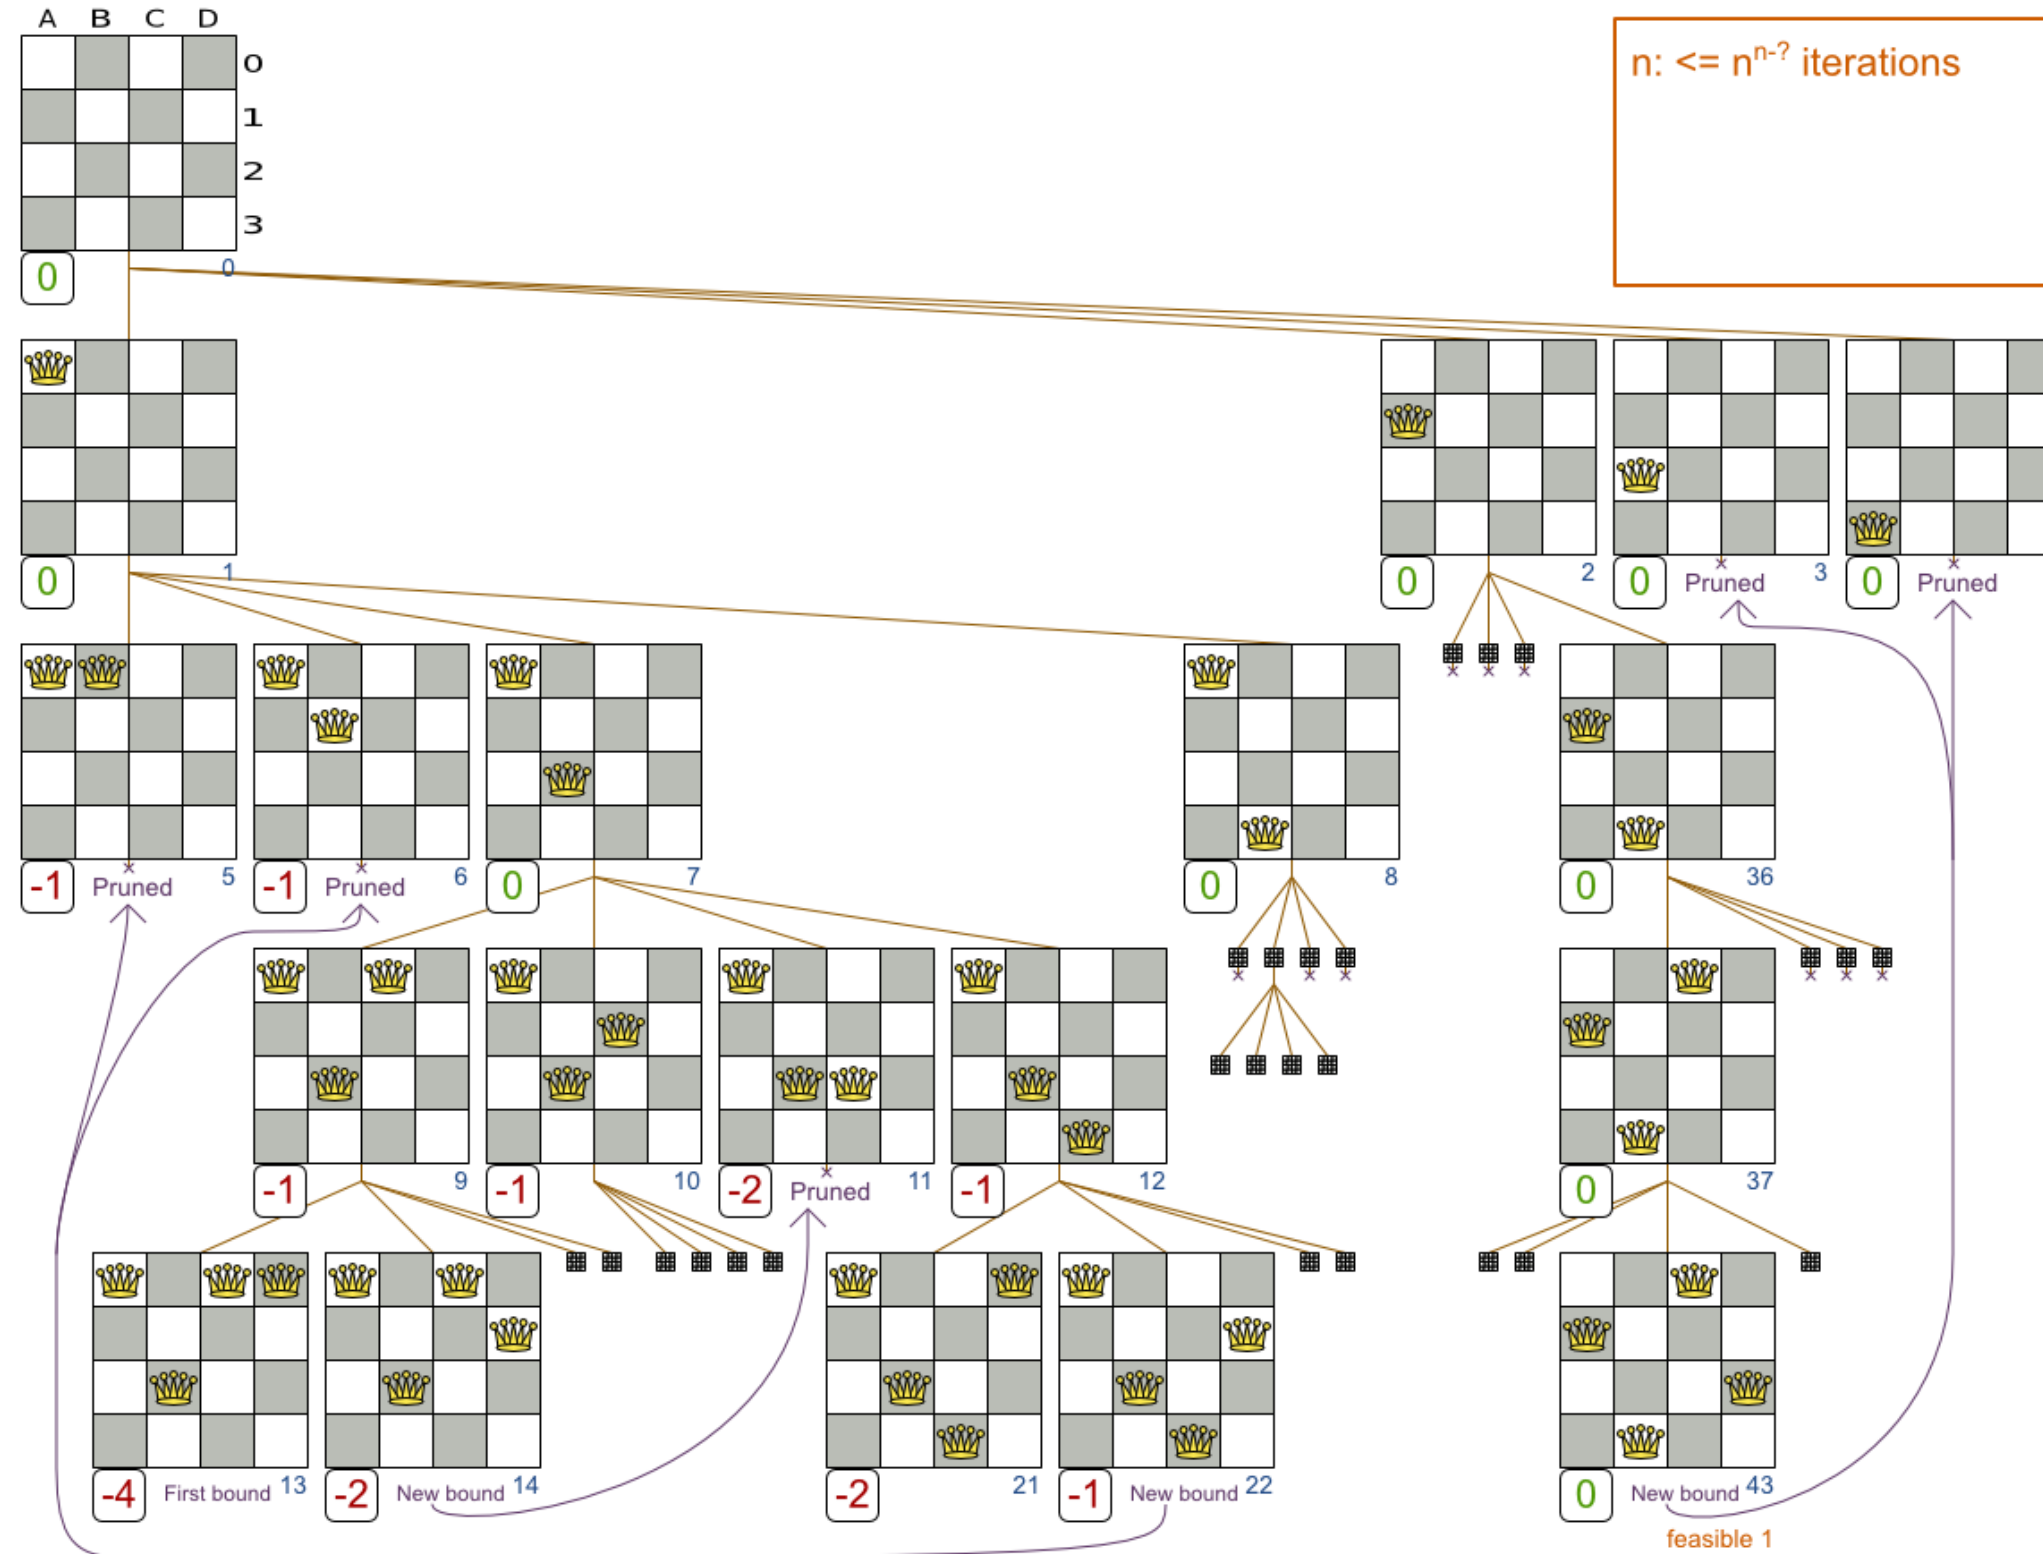 A B C D
n: <= n^n-? iterations
0
1
2
3
0 0
0 1
0 2
0 Pruned 3
0 Pruned
-1 Pruned 5
-1 Pruned 6
0 7
0 8
0 36
-1 9
-1 10
-2 Pruned 11
-1 12
0 37
-4 First bound 13
-2 New bound 14
-2 21
-1 New bound 22
0 New bound 43
feasible 1